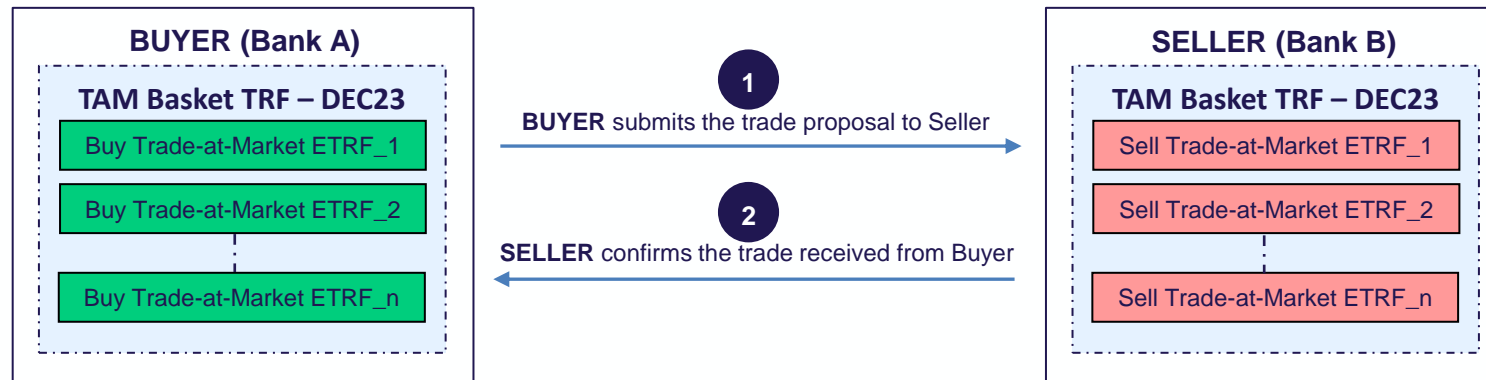 BUYER (Bank A)
TAM Basket TRF – DEC23
Buy Trade-at-Market ETRF_1
Buy Trade-at-Market ETRF_2
Buy Trade-at-Market ETRF_n
1
BUYER submits the trade proposal to Seller
2
SELLER confirms the trade received from Buyer
SELLER (Bank B)
TAM Basket TRF – DEC23
Sell Trade-at-Market ETRF_1
Sell Trade-at-Market ETRF_2
Sell Trade-at-Market ETRF_n